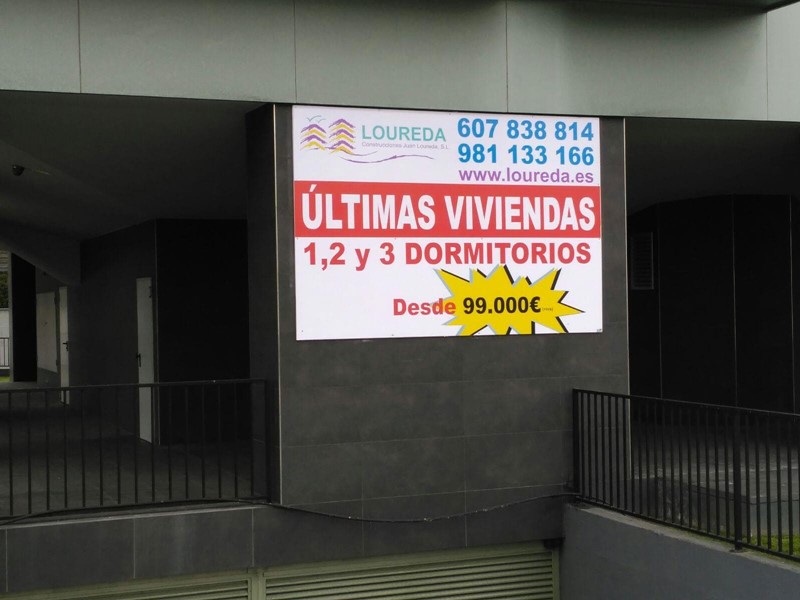 LOUREDA
Construcciones Juan Loureda, S.L.
607 838 814
981 133 166
www.loureda.es
ÚLTIMAS VIVIENDAS
1,2 y 3 DORMITORIOS
Desde 99.000€